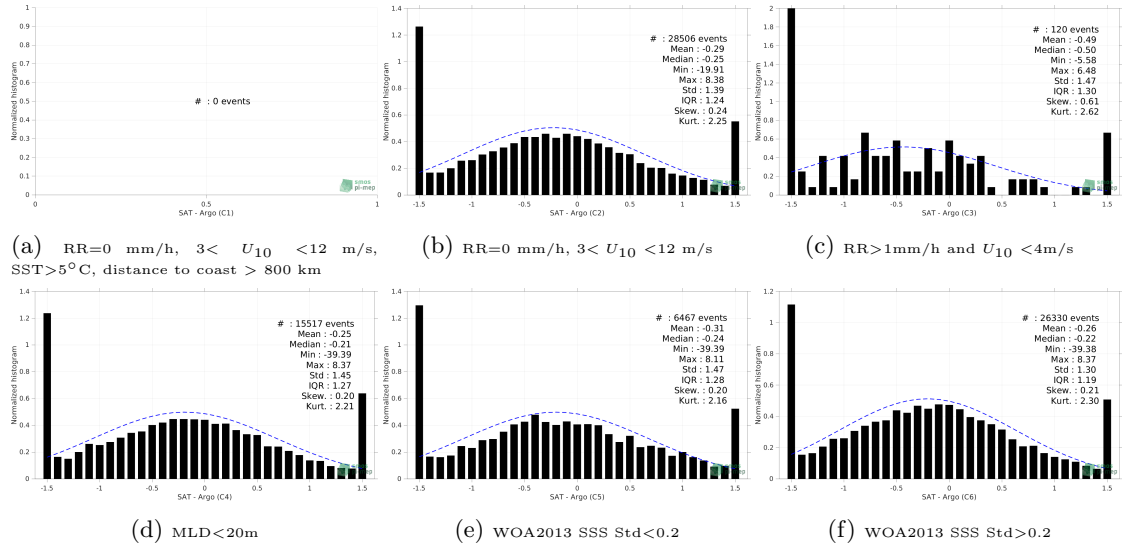 Normalized histogram
1
0.9
0.8
0.7
0.6
0.5
0.4
0.3
0.2
0.1
0
# : 0 events
0 0.5 1
SAT - Argo (C1)
smos
pi-mep
(a) RR=0 mm/h, 3< U10 <12 m/s,
SST>5°C, distance to coast > 800 km
Normalized histogram
1.4
1.2
1
0.8
0.6
0.4
0.2
0
# : 28506 events
Mean : -0.29
Median : -0.25
Min : -19.91
Max : 8.38
Std : 1.39
IQR : 1.24
Skew. : 0.24
Kurt. : 2.25
-1.5 -1 -0.5 0 0.5 1 1.5
SAT - Argo (C2)
smos
pi-mep
(b) RR=0 mm/h, 3< U10 <12 m/s
Normalized histogram
2
1.8
1.6
1.4
1.2
1
0.8
0.6
0.4
0.2
0
# : 120 events
Mean : -0.49
Median : -0.50
Min : -5.58
Max : 6.48
Std : 1.47
IQR : 1.30
Skew. : 0.61
Kurt. : 2.62
-1.5 -1 -0.5 0 0.5 1 1.5
SAT - Argo (C3)
smos
pi-mep
(c) RR>1mm/h and U10 <4m/s
Normalized histogram
1.4
1.2
1
0.8
0.6
0.4
0.2
0
# : 15517 events
Mean : -0.25
Median : -0.21
Min : -39.39
Max : 8.37
Std : 1.45
IQR : 1.27
Skew. : 0.20
Kurt. : 2.21
-1.5 -1 -0.5 0 0.5 1 1.5
SAT - Argo (C4)
smos
pi-mep
(d) MLD<20m
Normalized histogram
1.4
1.2
1
0.8
0.6
0.4
0.2
0
# : 6467 events
Mean : -0.31
Median : -0.24
Min : -39.39
Max : 8.11
Std : 1.47
IQR : 1.28
Skew. : 0.20
Kurt. : 2.16
-1.5 -1 -0.5 0 0.5 1 1.5
SAT - Argo (C5)
smos
pi-mep
(e) WOA2013 SSS Std<0.2
Normalized histogram
1.2
1
0.8
0.6
0.4
0.2
0
# : 26330 events
Mean : -0.26
Median : -0.22
Min : -39.38
Max : 8.37
Std : 1.30
IQR : 1.19
Skew. : 0.21
Kurt. : 2.30
-1.5 -1 -0.5 0 0.5 1 1.5
SAT - Argo (C6)
smos
pi-mep
(f) WOA2013 SSS Std>0.2